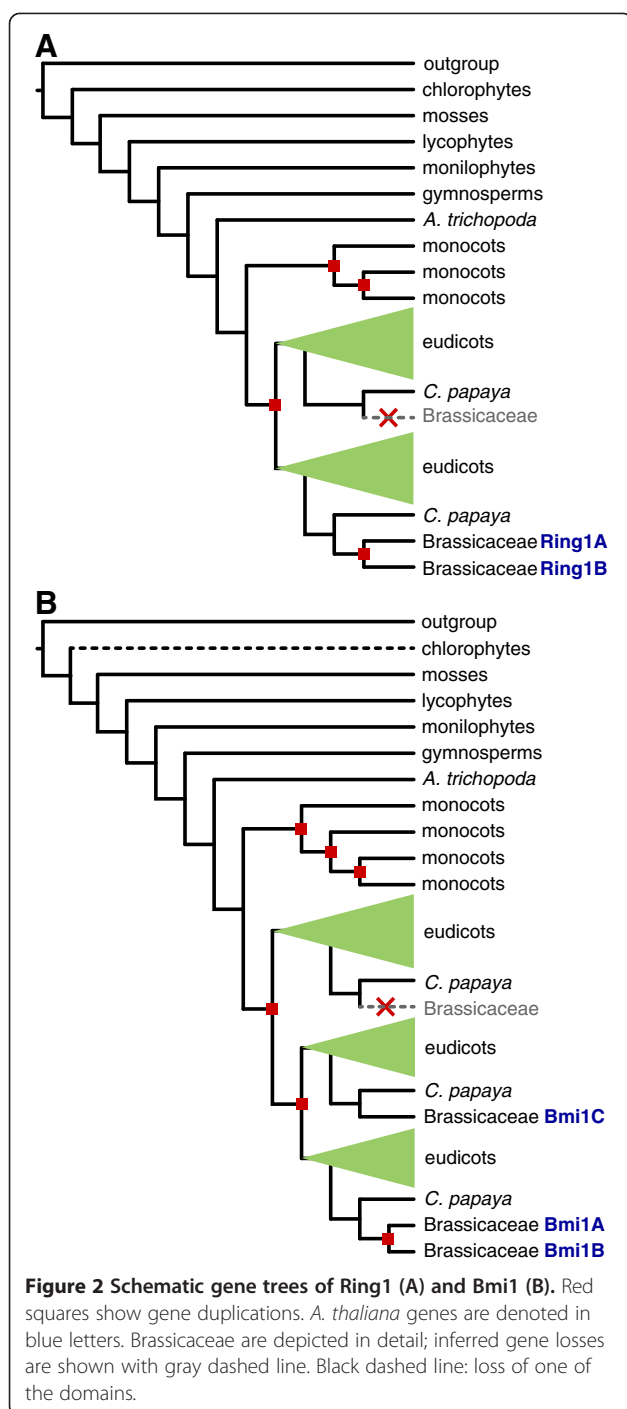 A
outgroup
chlorophytes
mosses
lycophytes
monilophytes
gymnosperms
A. trichopoda
monocots
monocots
monocots
eudicots
C. papaya
Brassicaceae
eudicots
C. papaya
Brassicaceae Ring1A
Brassicaceae Ring1B
B
outgroup
chlorophytes
mosses
lycophytes
monilophytes
gymnosperms
A. trichopoda
monocots
monocots
monocots
monocots
eudicots
C. papaya
Brassicaceae
eudicots
C. papaya
Brassicaceae Bmi1C
eudicots
C. papaya
Brassicaceae Bmi1A
Brassicaceae Bmi1B
Figure 2 Schematic gene trees of Ring1 (A) and Bmi1 (B). Red
squares show gene duplications. A. thaliana genes are denoted in
blue letters. Brassicaceae are depicted in detail; inferred gene losses
are shown with gray dashed line. Black dashed line: loss of one of
the domains.